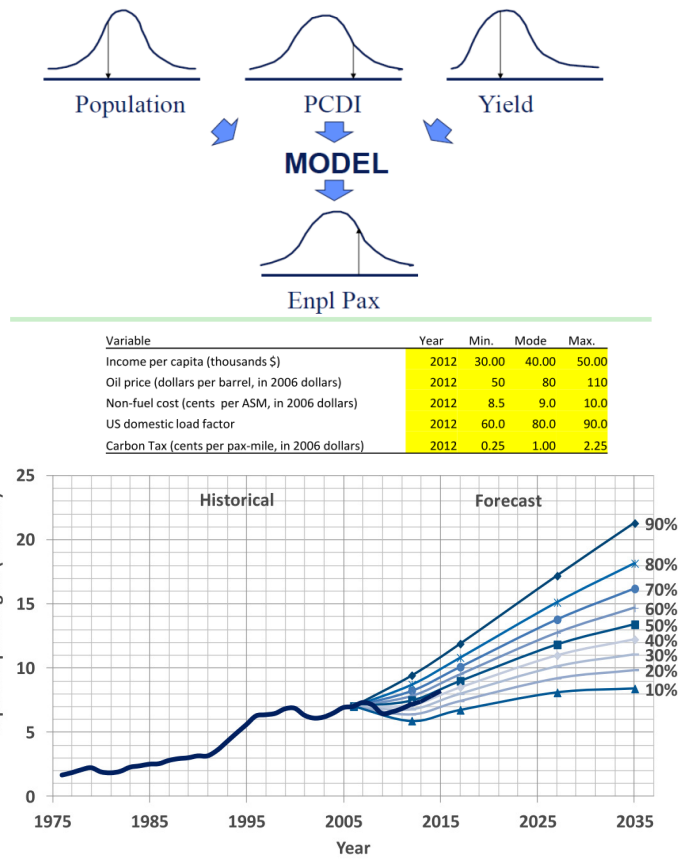 Population PCDI Yield
MODEL
Enpl Pax
Variable Year Min. Mode Max.
Income per capita (thousands $) 2012 30.00 40.00 50.00
Oil price (dollars per barrel, in 2006 dollars) 2012 50 80 110
Non-fuel cost (cents per ASM, in 2006 dollars) 2012 8.5 9.0 10.0
US domestic load factor 2012 60.0 80.0 90.0
Carbon Tax (cents per pax-mile, in 2006 dollars) 2012 0.25 1.00 2.25
25
Historical Forecast
90%
20
80%
70%
15
60%
50%
40%
30%
10
20%
10%
5
0
1975 1985 1995 2005 2015 2025 2035
Year